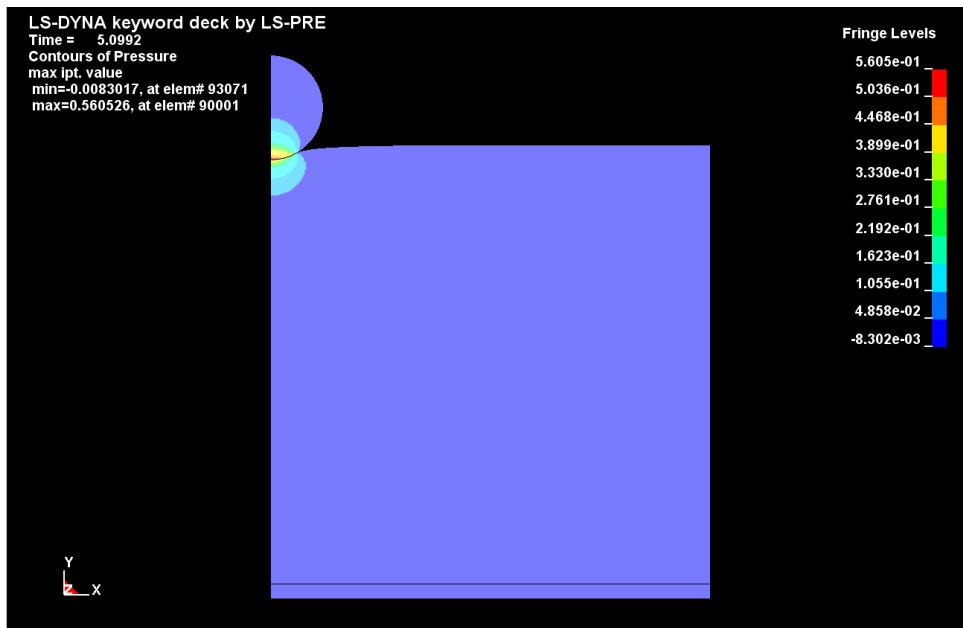 LS-DYNA keyword deck by LS-PRE
Time =    5.0992
Contours of Pressure
max ipt. value
min=-0.0083017, at elem# 93071
max=0.560526, at elem# 90001
Fringe Levels
5.605e-01
5.036e-01
4.468e-01
3.899e-01
3.330e-01
2.761e-01
2.192e-01
1.623e-01
1.055e-01
4.858e-02
-8.302e-03
Y
Z X